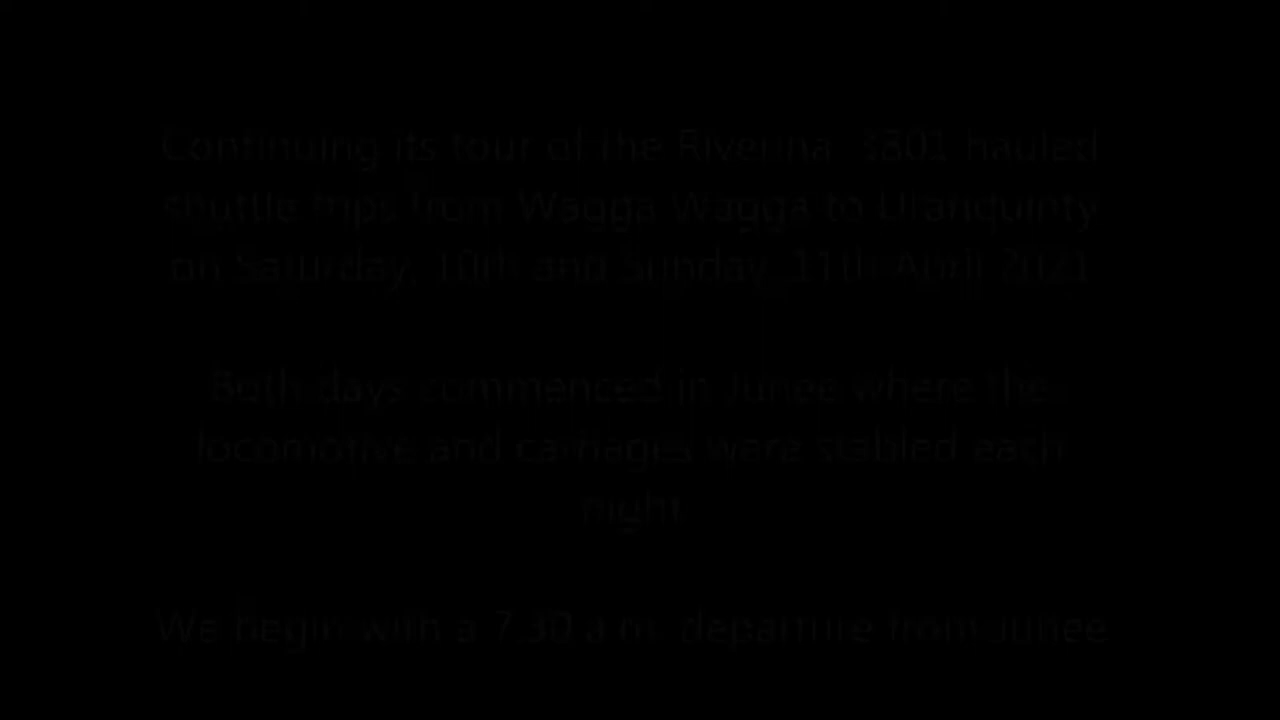 Continuing its tour of the Riverina, 3801 hauled
shuttle trips from Wagga Wagga to Uranquinty
on Saturday, 10th and Sunday, 11th April 2021
Both days commenced in Junee where the
locomotive and carriages were stabled each
night.
We begin with a 7.30 a.m. departure from Junee